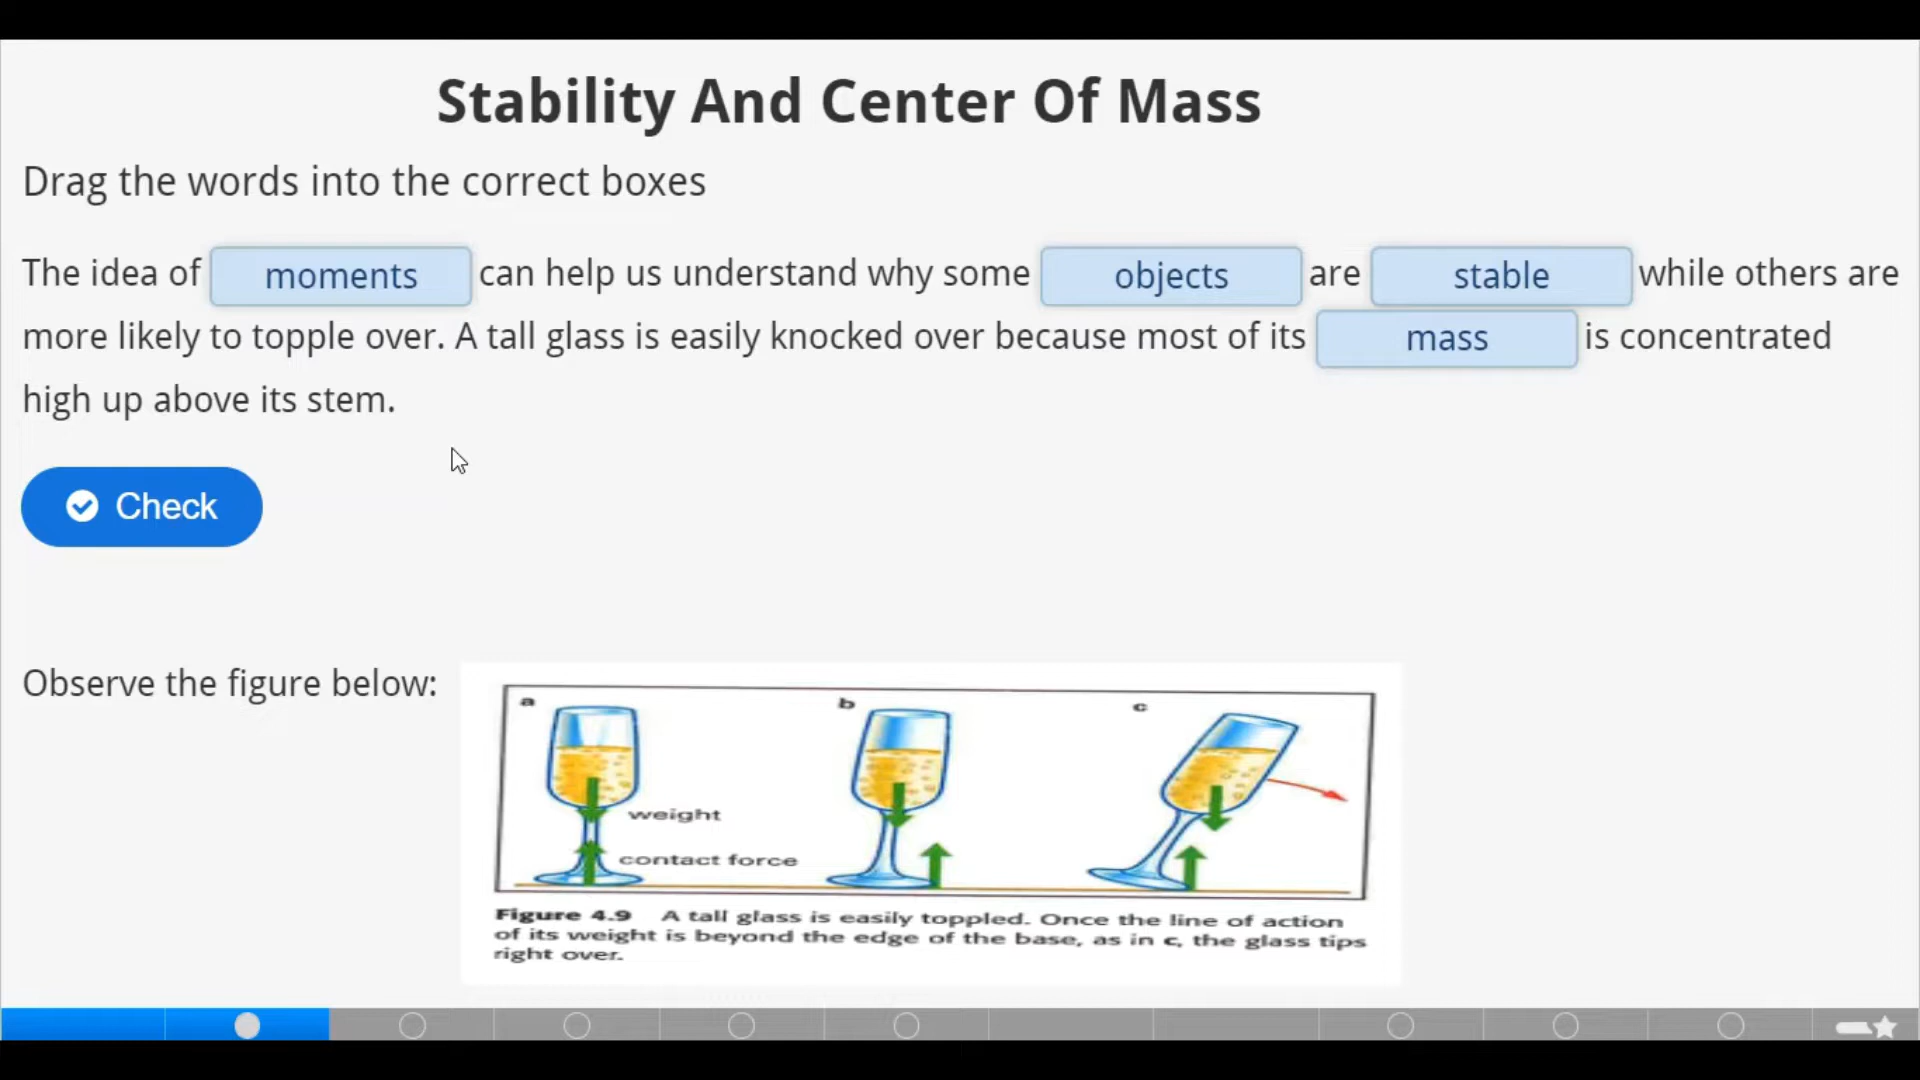 Stability And Center Of Mass
Drag the words into the correct boxes
The idea of moments can help us understand why some objects are stable while others are
more likely to topple over. A tall glass is easily knocked over because most of its mass is concentrated
high up above its stem.
Check
Observe the figure below:
a b c
weight
contact force
Figure 4.9 A tall glass is easily toppled. Once the line of action
of its weight is beyond the edge of the base, as in c, the glass tips
right over.